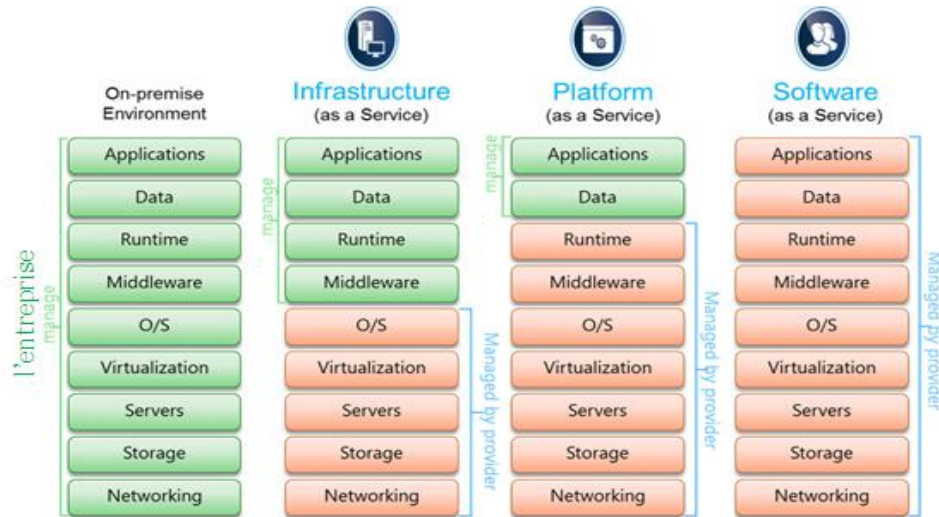 On-premise
Environment
Infrastructure
(as a Service)
Platform
(as a Service)
Software
(as a Service)
l'entreprise
manage
Applications
Data
Runtime
Middleware
O/S
Virtualization
Servers
Storage
Networking
manage
Applications
Data
Runtime
Middleware
O/S
Virtualization
Servers
Storage
Networking
Managed by provider
manage
Applications
Data
Runtime
Middleware
O/S
Virtualization
Servers
Storage
Networking
Managed by provider
Applications
Data
Runtime
Middleware
O/S
Virtualization
Servers
Storage
Networking
Managed by provider